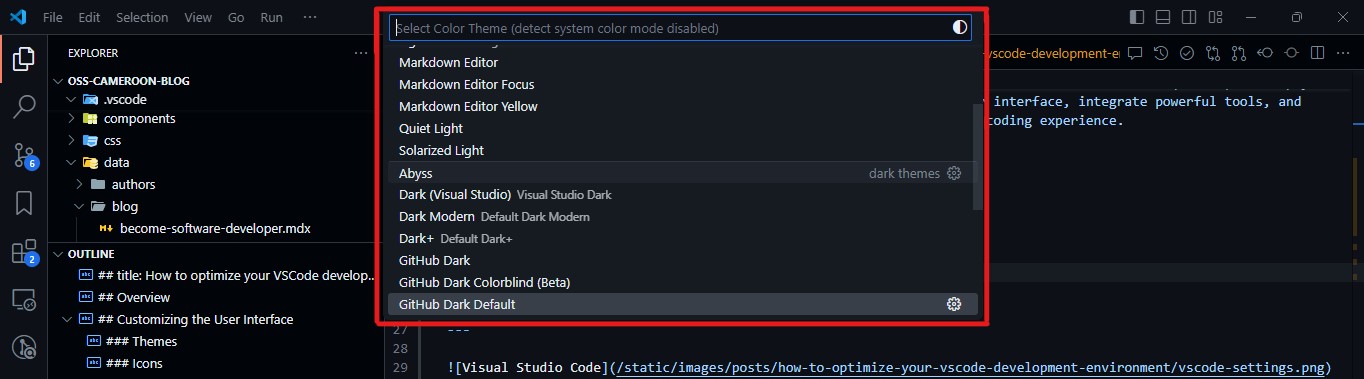 File Edit Selection View Go Run ···
Select Color Theme (detect system color mode disabled)
EXPLORER
OSS-CAMEROON-BLOG
.vscode
components
css
data
authors
blog
become-software-developer.mdx
OUTLINE
## title: How to optimize your VSCode develop...
## Overview
## Customizing the User Interface
### Themes
### Icons
6
2
Markdown Editor
Markdown Editor Focus
Markdown Editor Yellow
Quiet Light
Solarized Light
Abyss dark themes
Dark (Visual Studio) Visual Studio Dark
Dark Modern Default Dark Modern
Dark+ Default Dark+
GitHub Dark
GitHub Dark Colorblind (Beta)
GitHub Dark Default
vscode-development-e
interface, integrate powerful tools, and
coding experience.
27 ---
28
29 ![Visual Studio Code](/static/images/posts/how-to-optimize-your-vscode-development-environment/vscode-settings.png)